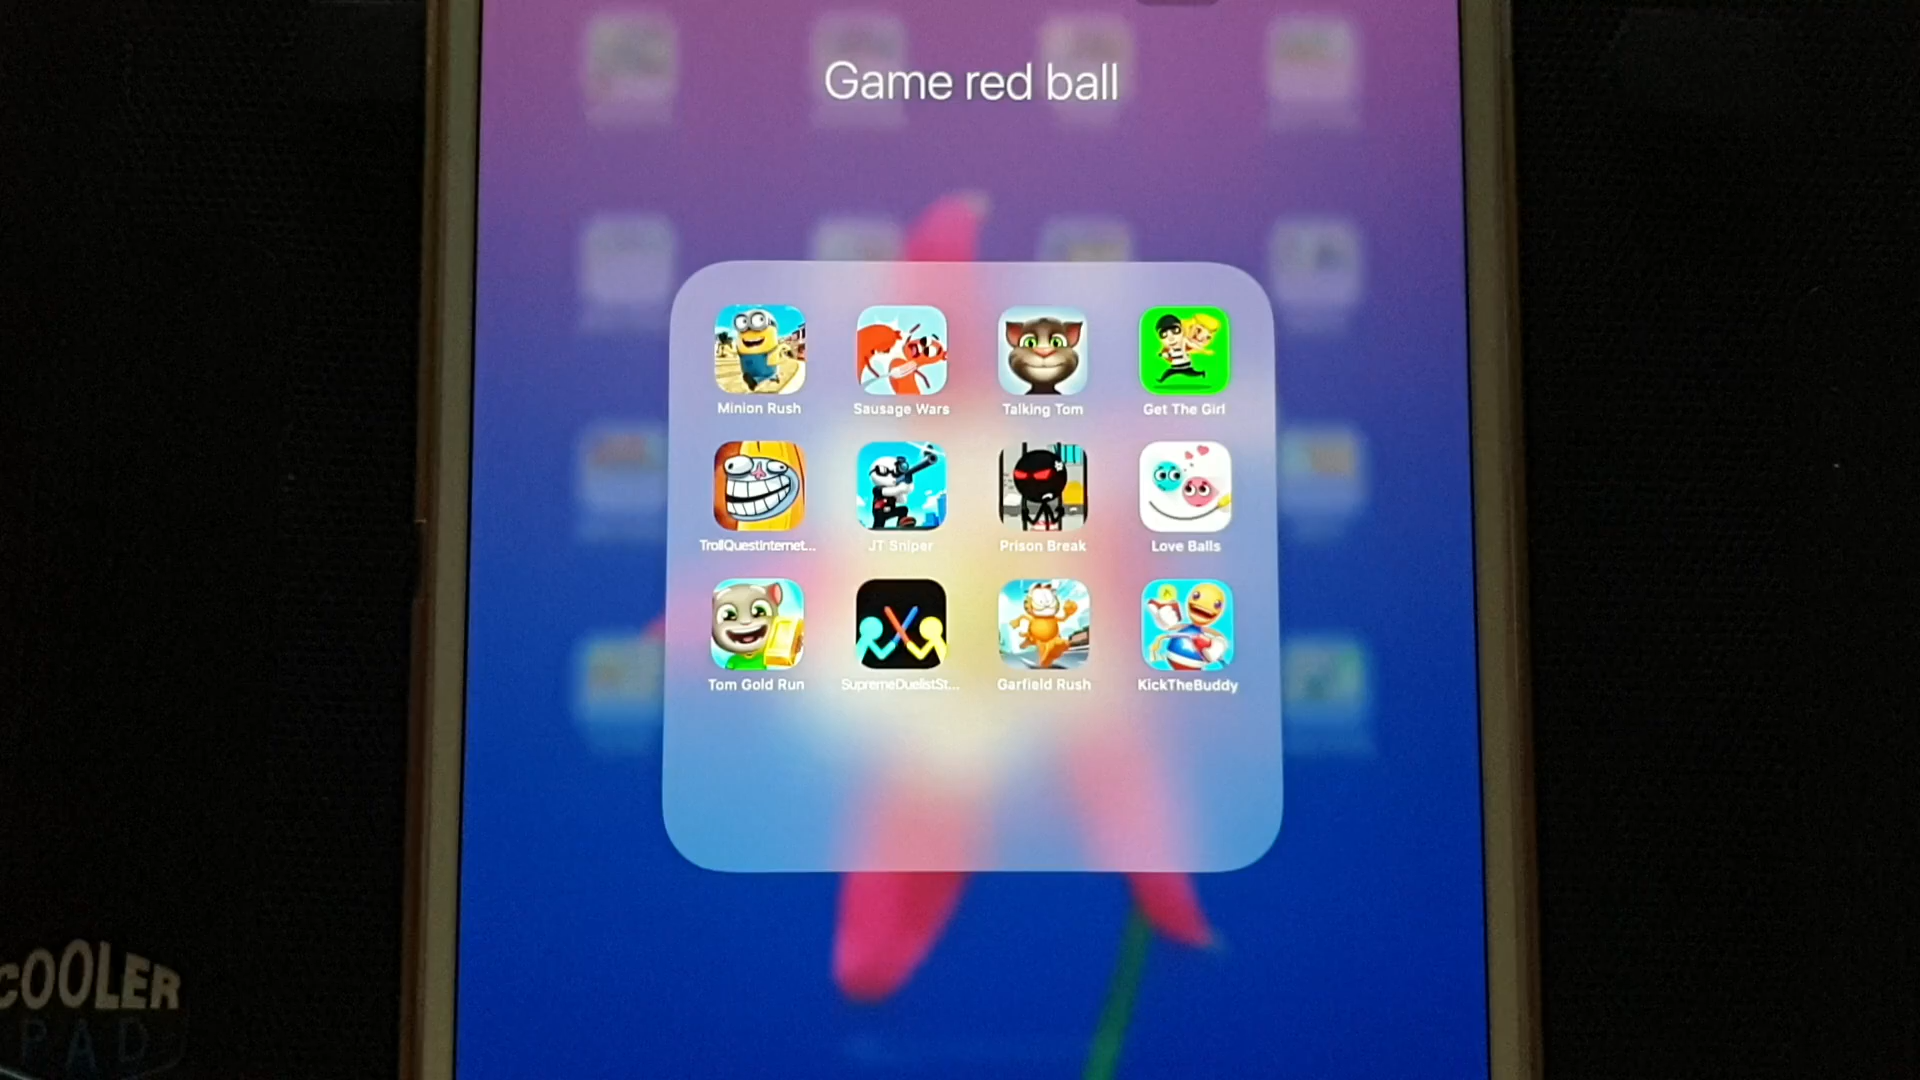 Game red ball
Minion Rush
Sausage Wars
Talking Tom
Get The Girl
TrollQuestInternet...
JT Sniper
Prison Break
Love Balls
Tom Gold Run
SupremeDuelistSt...
Garfield Rush
KickTheBuddy
COOLER
PAD